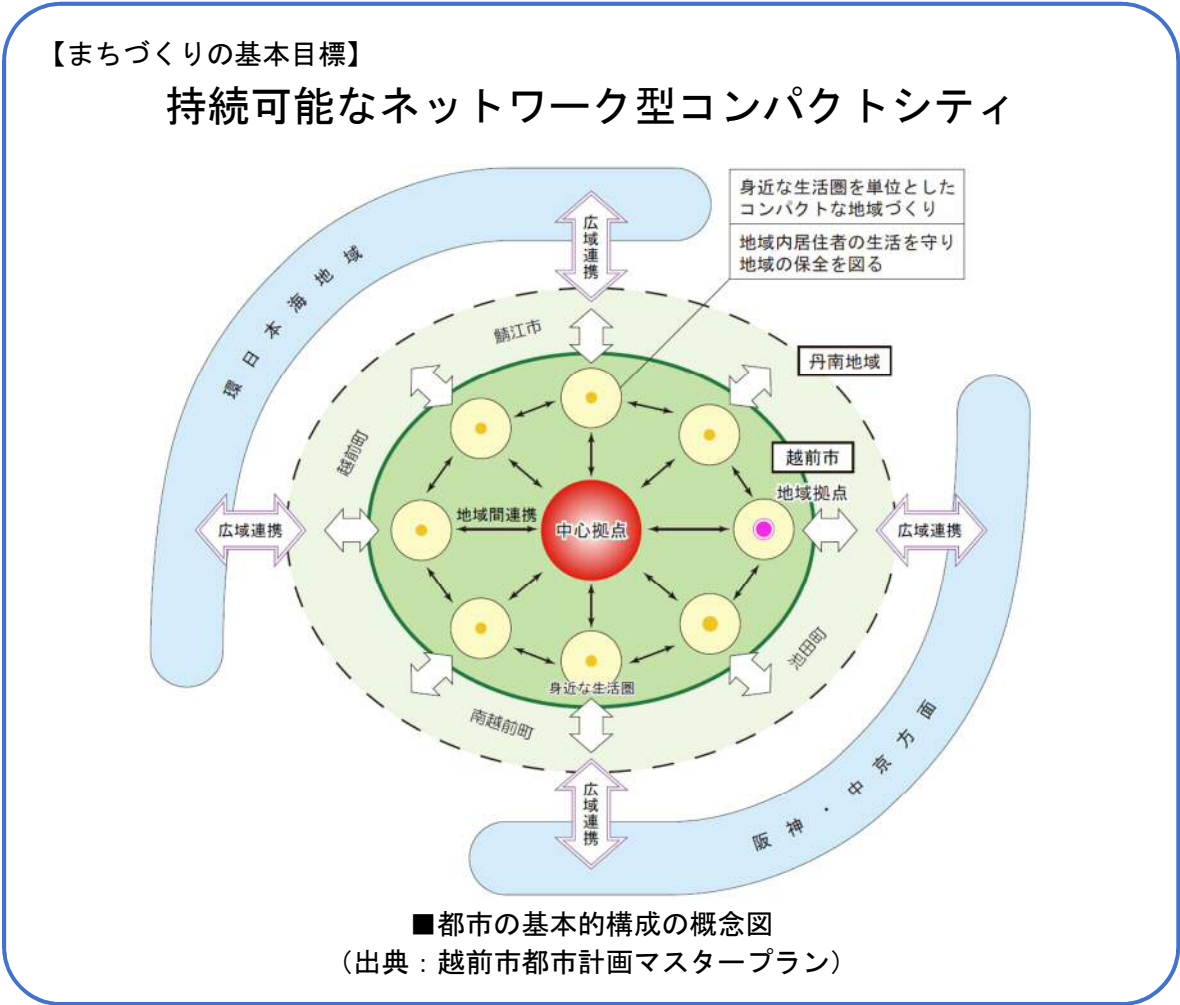 【まちづくりの基本目標】
持続可能なネットワーク型コンパクトシティ
身近な生活圏を単位とした
コンパクトな地域づくり
地域内居住者の生活を守り
地域の保全を図る
広域連携
環日本海地域
鯖江市
丹南地域
越前町
越前市
地域拠点
地域間連携
中心拠点
広域連携
広域連携
池田町
身近な生活圏
南越前町
広域連携
阪神・中京方面
■都市の基本的構成の概念図
（出典：越前市都市計画マスタープラン）